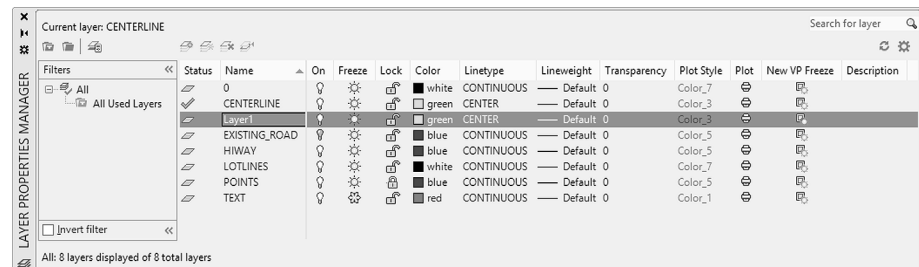 Current layer: CENTERLINE
Search for layer
Filters
Status Name On Freeze Lock Color Linetype Lineweight Transparency Plot Style Plot New VP Freeze Description
All
All Used Layers
0 white CONTINUOUS Default 0 Color_7
CENTERLINE green CENTER Default 0 Color_3
Layer1 green CENTER Default 0 Color_3
EXISTING_ROAD blue CONTINUOUS Default 0 Color_5
HIWAY blue CONTINUOUS Default 0 Color_5
LOTLINES white CONTINUOUS Default 0 Color_7
POINTS blue CONTINUOUS Default 0 Color_5
TEXT red CONTINUOUS Default 0 Color_1
Invert filter
All: 8 layers displayed of 8 total layers
LAYER PROPERTIES MANAGER